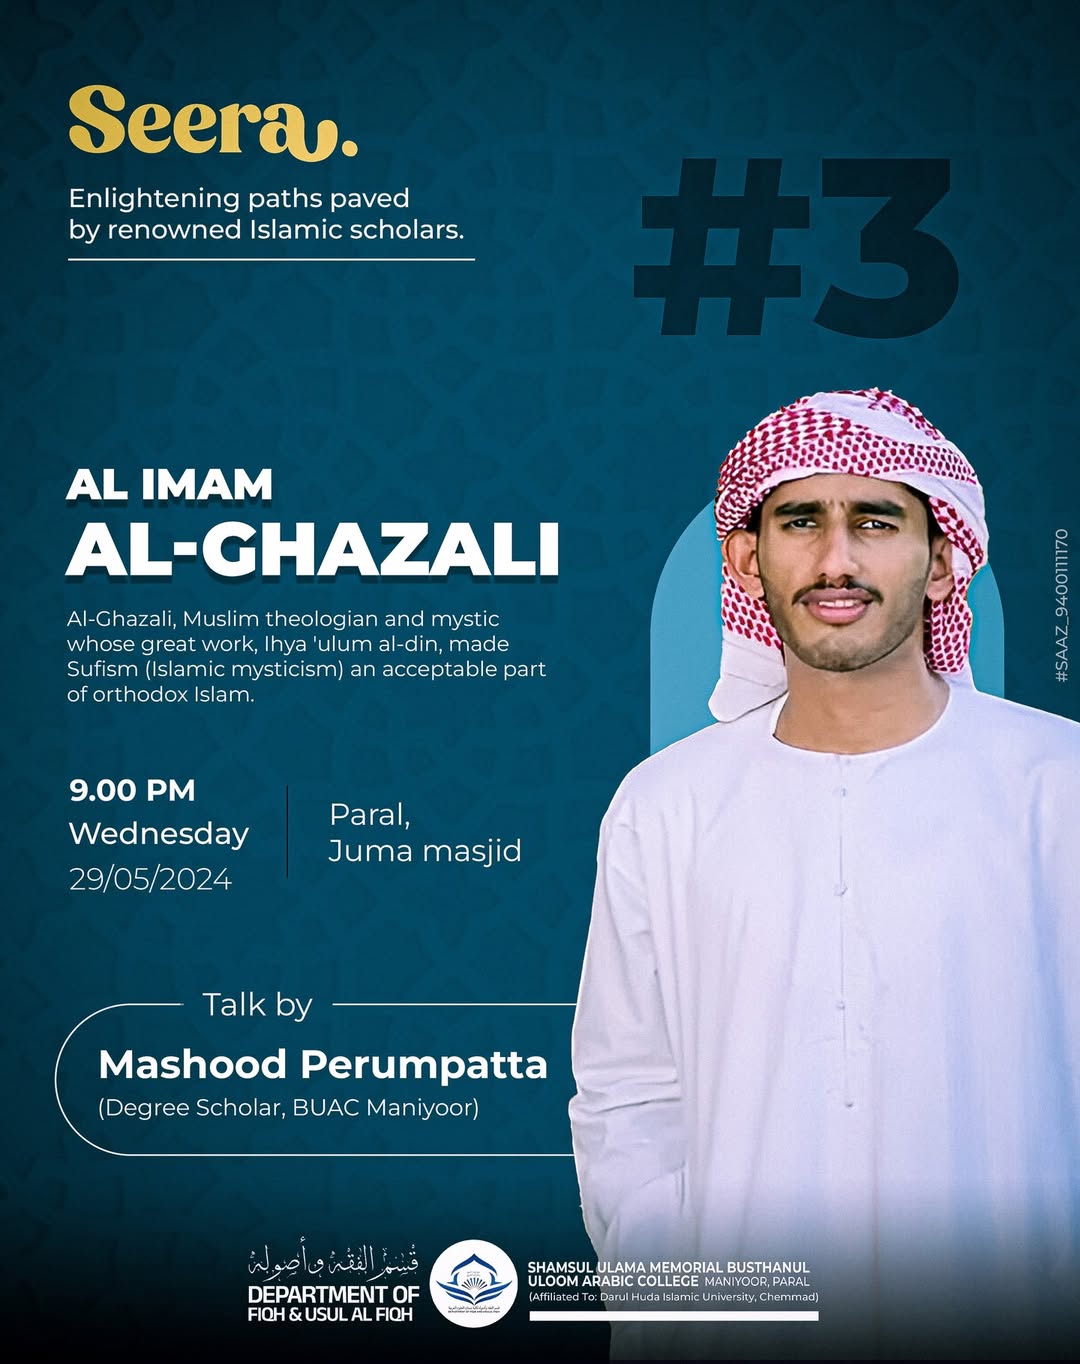 Seera.
Enlightening paths paved
by renowned Islamic scholars.
#3
AL IMAM
AL-GHAZALI
Al-Ghazali, Muslim theologian and mystic
whose great work, Ihya 'ulum al-din, made
Sufism (Islamic mysticism) an acceptable part
of orthodox Islam.
9.00 PM
Wednesday
29/05/2024
Paral,
Juma masjid
#SAAZ_9400111170
Talk by
Mashood Perumpatta
(Degree Scholar, BUAC Maniyoor)
قسم الفقه وأصوله
DEPARTMENT OF
FIQH & USUL AL FIQH
SHAMSUL ULAMA MEMORIAL BUSTHANUL
ULOOM ARABIC COLLEGE MANIYOOR, PARAL
(Affiliated To: Darul Huda Islamic University, Chemmad)